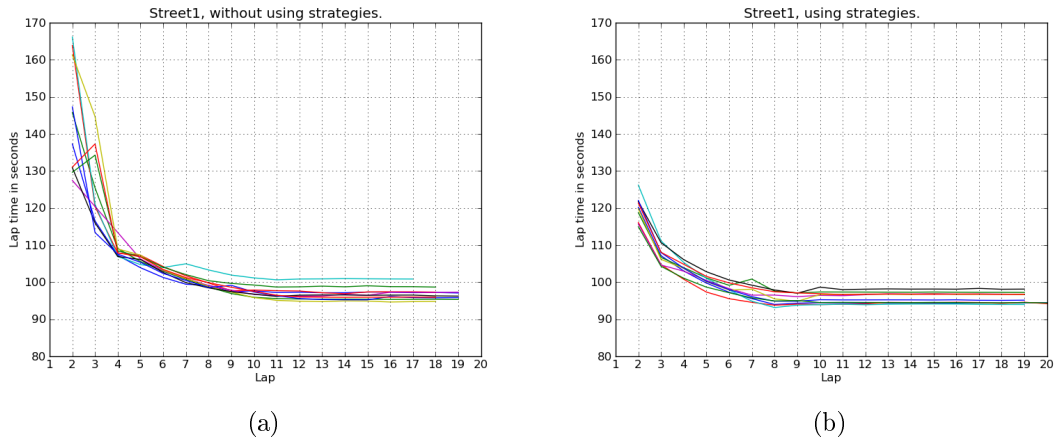 Street1, without using strategies.
170
160
150
140
130
120
110
100
90
80
Lap time in seconds
1 2 3 4 5 6 7 8 9 10 11 12 13 14 15 16 17 18 19 20
Lap
(a)
Street1, using strategies.
170
160
150
140
130
120
110
100
90
80
Lap time in seconds
1 2 3 4 5 6 7 8 9 10 11 12 13 14 15 16 17 18 19 20
Lap
(b)